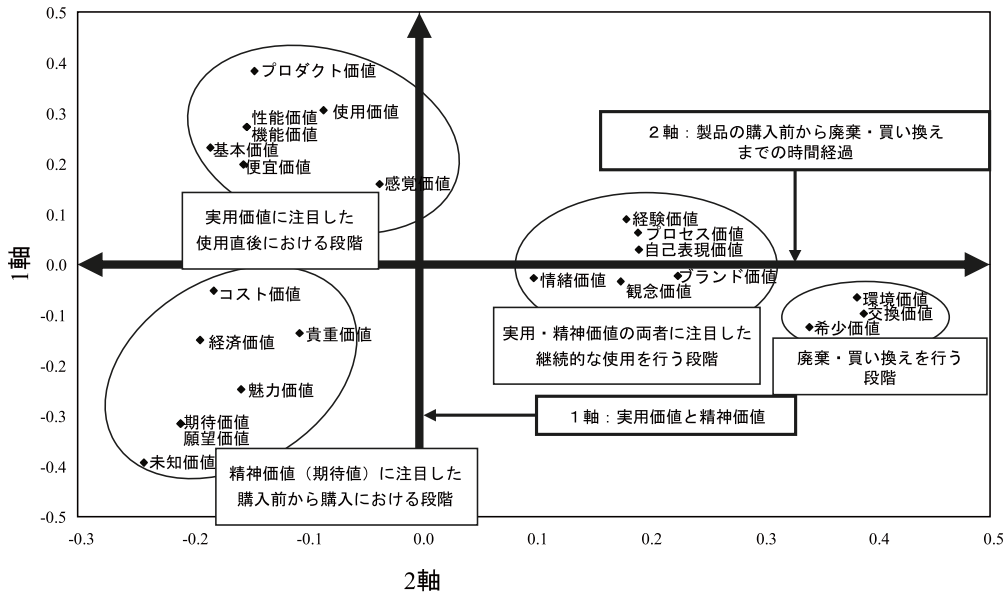 0.5
0.4
0.3
0.2
0.1
0.0
-0.1
-0.2
-0.3
-0.4
-0.5
1軸
プロダクト価値
使用価値
性能価値
機能価値
基本価値
便宜価値
感覚価値
実用価値に注目した
使用直後における段階
2軸：製品の購入前から廃棄・買い換え
までの時間経過
経験価値
プロセス価値
自己表現価値
情緒価値
ブランド価値
観念価値
実用・精神価値の両者に注目した
継続的な使用を行う段階
環境価値
交換価値
希少価値
廃棄・買い換えを行う
段階
コスト価値
貴重価値
経済価値
魅力価値
期待価値
願望価値
未知価値
1軸：実用価値と精神価値
精神価値（期待値）に注目した
購入前から購入における段階
-0.3
-0.2
-0.1
0.0
0.1
0.2
0.3
0.4
0.5
2軸